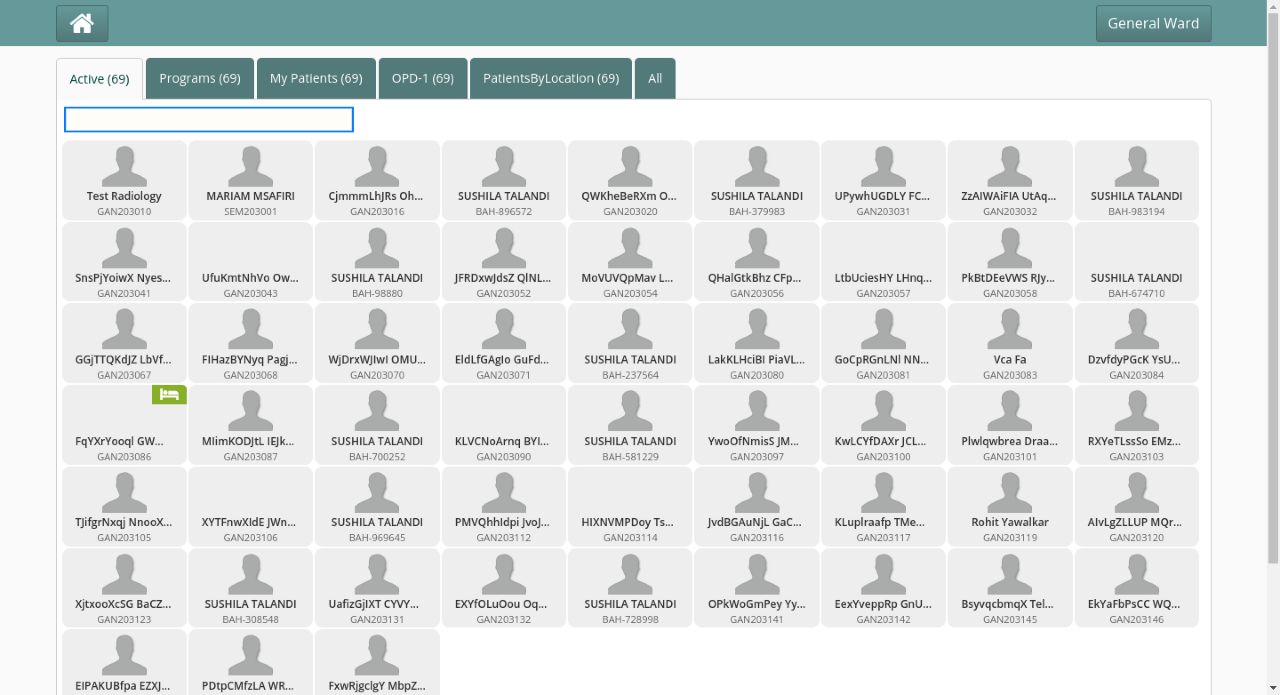 General Ward
Active (69) Programs (69) My Patients (69) OPD-1 (69) PatientsByLocation (69) All
Test Radiology MARIAM MSAFIRI CjmmmLhJRs Oh... SUSHILA TALANDI QWKheBeRXm O... SUSHILA TALANDI UPywhUGDLY FC... ZzAIWAiFIA UtAq... SUSHILA TALANDI
GAN203010 SEM203001 GAN203016 BAH-896572 GAN203020 BAH-379983 GAN203031 GAN203032 BAH-983194
SnsPjYoiwX Nyes... UfuKmtNhVo Ow... SUSHILA TALANDI JFRDxwJdsZ QlNL... MoVUVQpMav L... QHalGtkBhz CFp... LtbUciesHY LHnq... PkBtDEeVWS RJy... SUSHILA TALANDI
GAN203041 GAN203043 BAH-98880 GAN203052 GAN203054 GAN203056 GAN203057 GAN203058 BAH-674710
GGjTTQKdJZ LbVf... FIHazBYNyq Pagj... WjDrxWJIwI OMU... EldLfGAgIo GuFd... SUSHILA TALANDI LakKLHciBI PiaVL... GoCpRGnLNl NN... Vca Fa DzvfdyPGcK YsU...
GAN203067 GAN203068 GAN203070 GAN203071 BAH-237564 GAN203080 GAN203081 GAN203083 GAN203084
FqYXrYooql GW... MIimKODJtL IEJk... SUSHILA TALANDI KLVCNoArnq BYI... SUSHILA TALANDI YwoOfNmisS JM... KwLCYfDAXr JCL... Plwlqwbrea Draa... RXYeTLssSo EMz...
GAN203086 GAN203087 BAH-700252 GAN203090 BAH-581229 GAN203097 GAN203100 GAN203101 GAN203103
TJifgrNxqj NnooX... XYTFnwXIdE JWn... SUSHILA TALANDI PMVQhhIdpi JvoJ... HIXNVMPDoy Ts... JvdBGAuNjL GaC... KLuplraafp TMe... Rohit Yawalkar AIvLgZLLUP MQr...
GAN203105 GAN203106 BAH-969645 GAN203112 GAN203114 GAN203116 GAN203117 GAN203119 GAN203120
XjtxooXcSG BaCZ... SUSHILA TALANDI UafizGjIXT CYVY... EXYfOLuOou Oq... SUSHILA TALANDI OPkWoGmPey Yy... EexYveppRp GnU... BsyvqcbmqX Tel... EkYaFbPsCC WQ...
GAN203123 BAH-308548 GAN203131 GAN203132 BAH-728998 GAN203141 GAN203142 GAN203145 GAN203146
EIPAKUBfpa EZXJ... PDtpCMfzLA WR... FxwRjgclgY MbpZ...